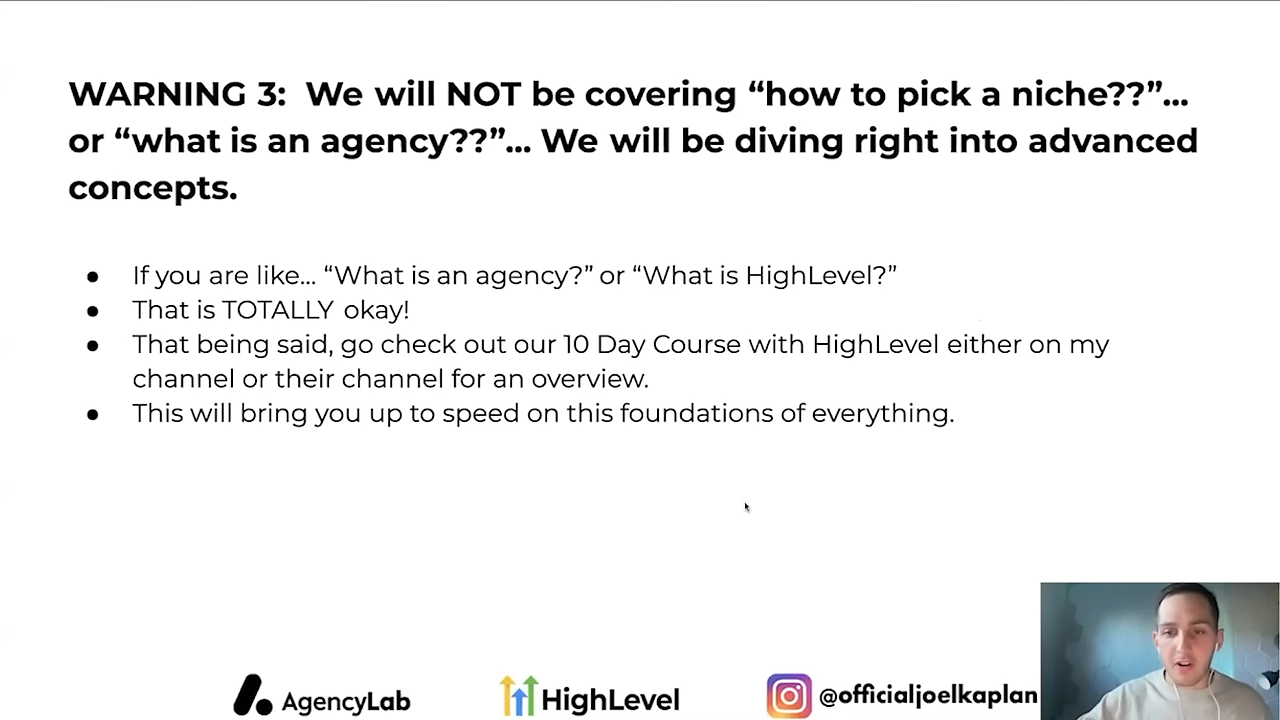 WARNING 3:  We will NOT be covering “how to pick a niche??”...
or “what is an agency??”... We will be diving right into advanced
concepts.
● If you are like... “What is an agency?” or “What is HighLevel?”
● That is TOTALLY okay!
● That being said, go check out our 10 Day Course with HighLevel either on my
channel or their channel for an overview.
● This will bring you up to speed on this foundations of everything.
AgencyLab
HighLevel
@officialjoelkaplan